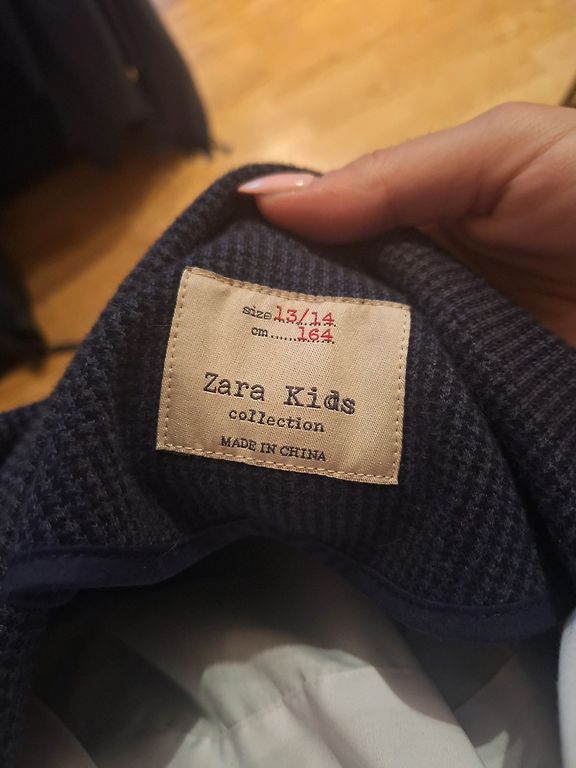 size 13/14
cm......164
Zara Kids
collection
MADE IN CHINA